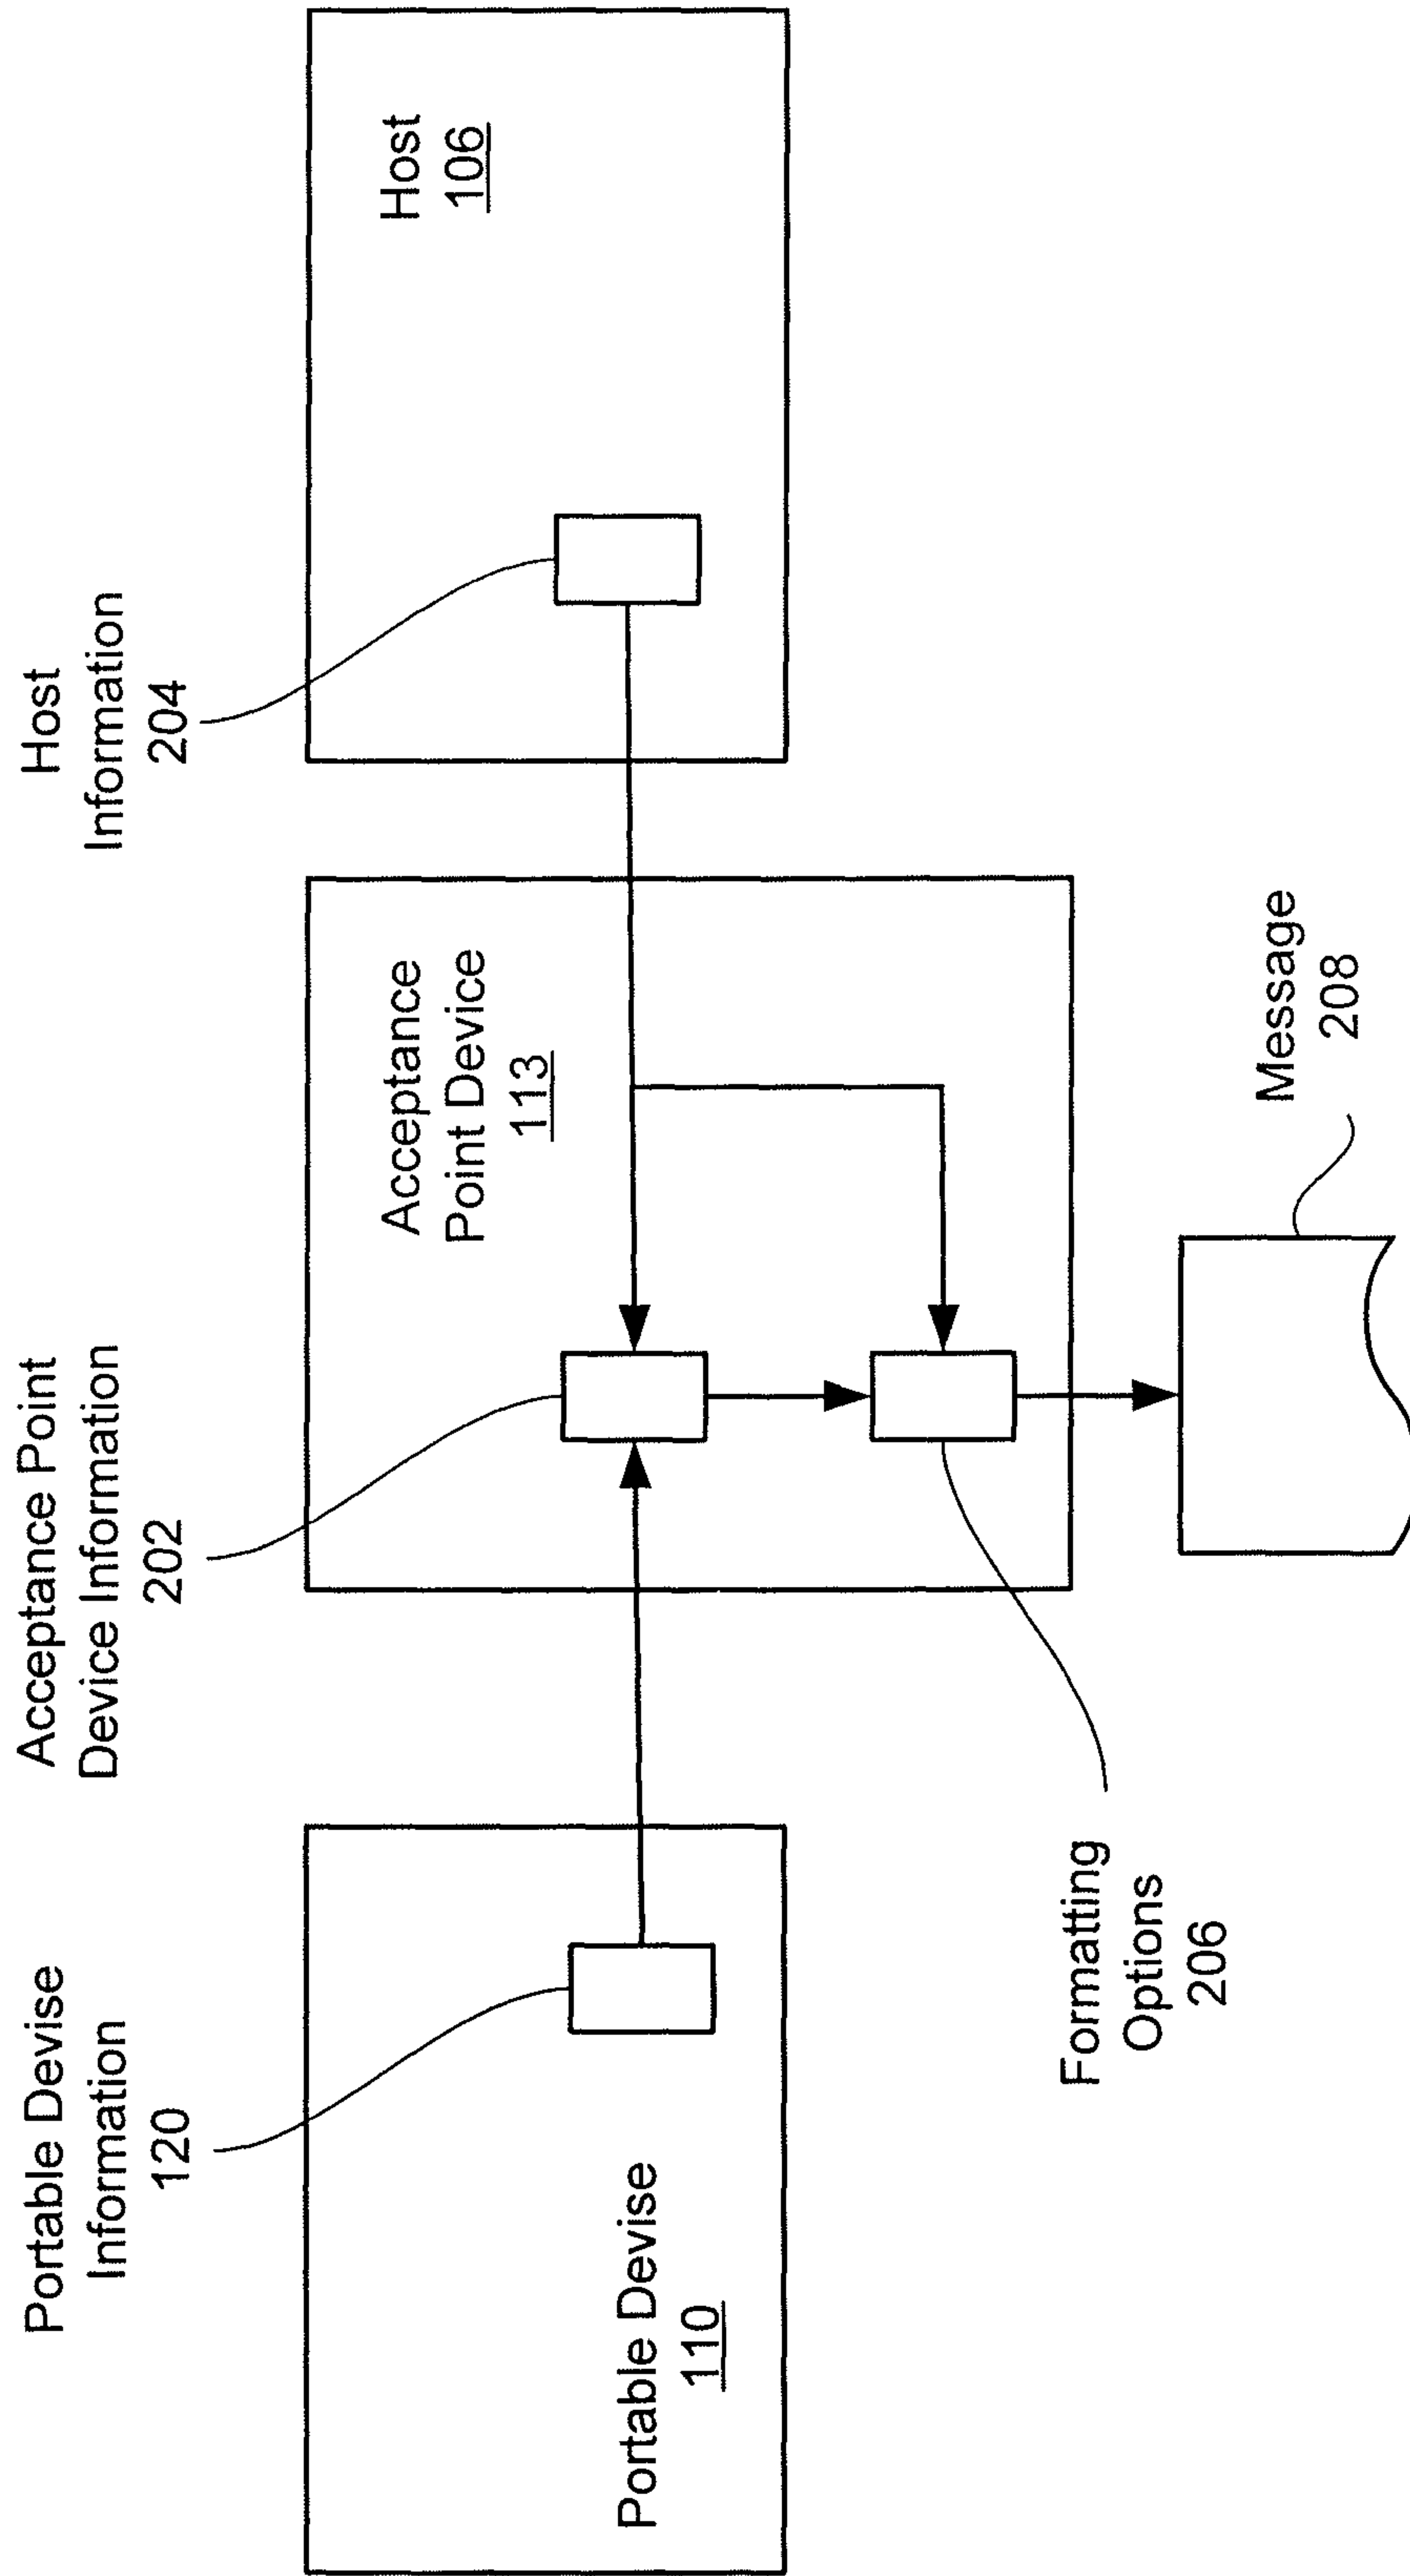 Portable Devise
Information
120
Acceptance Point
Device Information
202
Host
Information
204
Portable Devise
110
Acceptance
Point Device
113
Host
106
Formatting
Options
206
Message
208